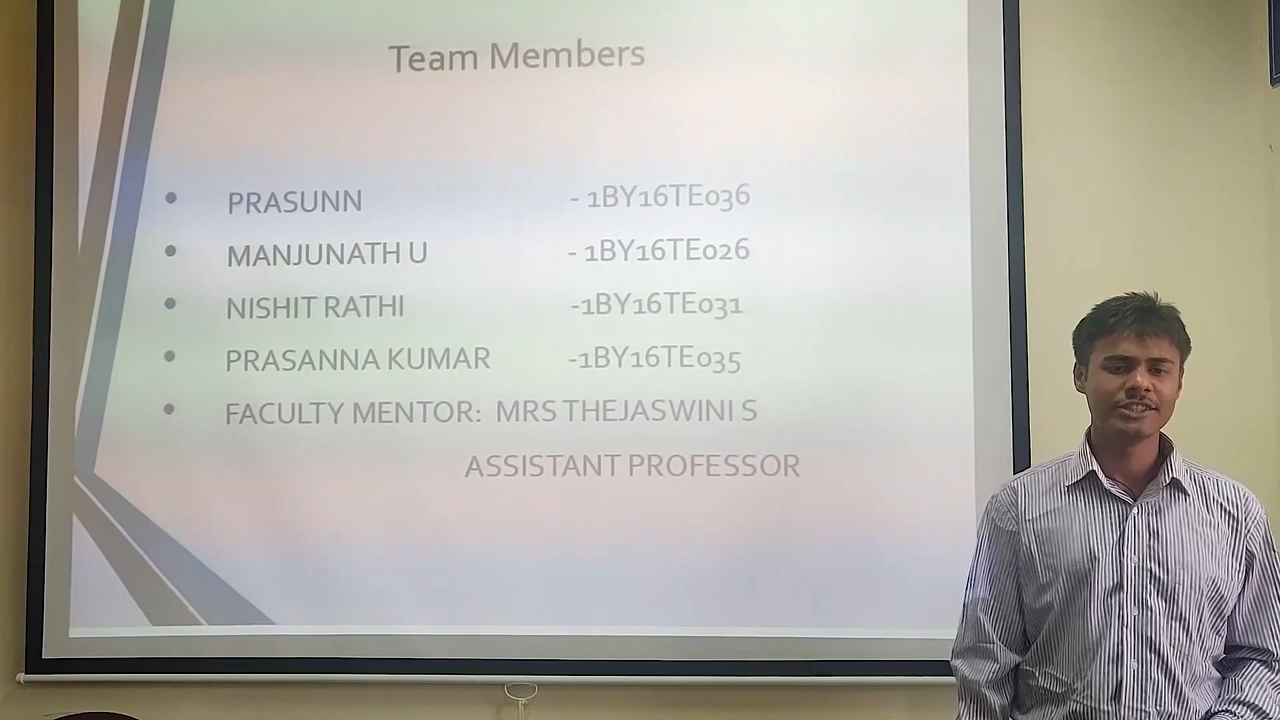 Team Members
• PRASUNN - 1BY16TE036
• MANJUNATH U - 1BY16TE026
• NISHIT RATHI -1BY16TE031
• PRASANNA KUMAR -1BY16TE035
• FACULTY MENTOR: MRS THEJASWINI S
ASSISTANT PROFESSOR